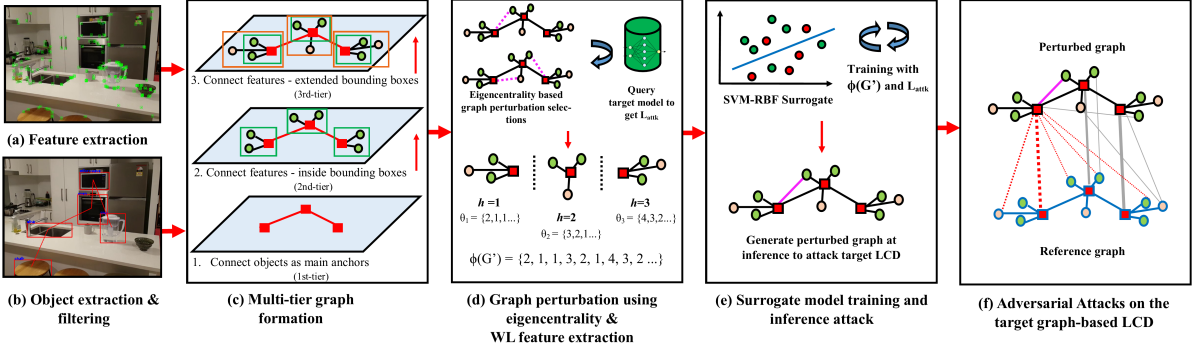 (a) Feature extraction
(b) Object extraction &
filtering
3. Connect features - extended bounding boxes
(3rd-tier)
2. Connect features - inside bounding boxes
(2nd-tier)
1. Connect objects as main anchors
(1st-tier)
(c) Multi-tier graph
formation
Eigencentrality based
graph perturbation selec-
tions
Query
target model to
get Lattk
h =1
θ1 = {2,1,1...}
h=2
θ2 = {3,2,1...}
h=3
θ3 = {4,3,2...}
ϕ(G’) = {2, 1, 1, 3, 2, 1, 4, 3, 2 ...}
(d) Graph perturbation using
eigencentrality &
WL feature extraction
SVM-RBF Surrogate
Training with
ϕ(G’) and Lattk
Generate perturbed graph at
inference to attack target LCD
(e) Surrogate model training and
inference attack
Perturbed graph
Reference graph
(f) Adversarial Attacks on the
target graph-based LCD